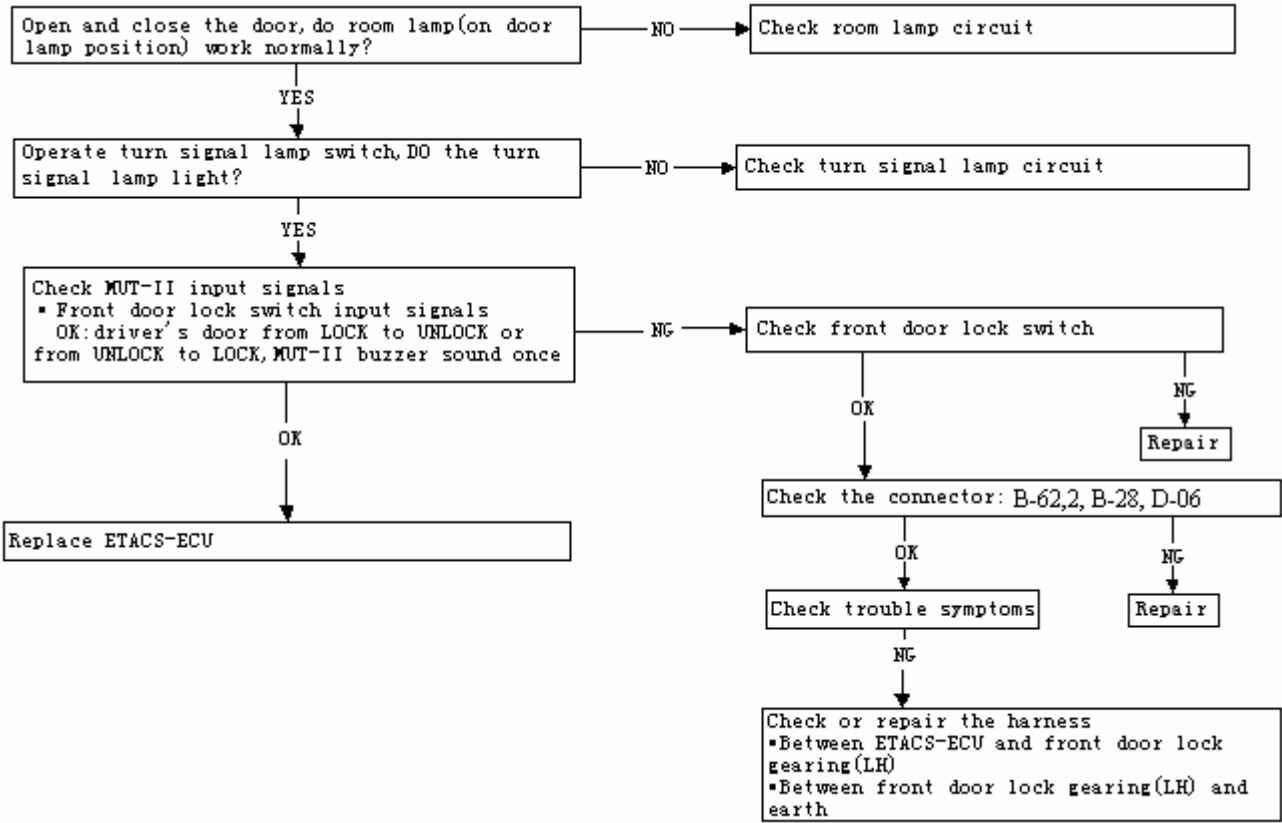 Open and close the door,do room lamp(on door
lamp position) work normally?
NO
Check room lamp circuit
YES
Operate turn signal lamp switch,DO the turn
signal lamp light?
NO
Check turn signal lamp circuit
YES
Check MUT-II input signals
▪ Front door lock switch input signals
OK:driver's door from LOCK to UNLOCK or
from UNLOCK to LOCK,MUT-II buzzer sound once
NG
Check front door lock switch
OK
NG
Repair
OK
Check the connector: B-62,2, B-28, D-06
Replace ETACS-ECU
OK
NG
Check trouble symptoms
Repair
NG
Check or repair the harness
▪Between ETACS-ECU and front door lock
gearing(LH)
▪Between front door lock gearing(LH) and
earth